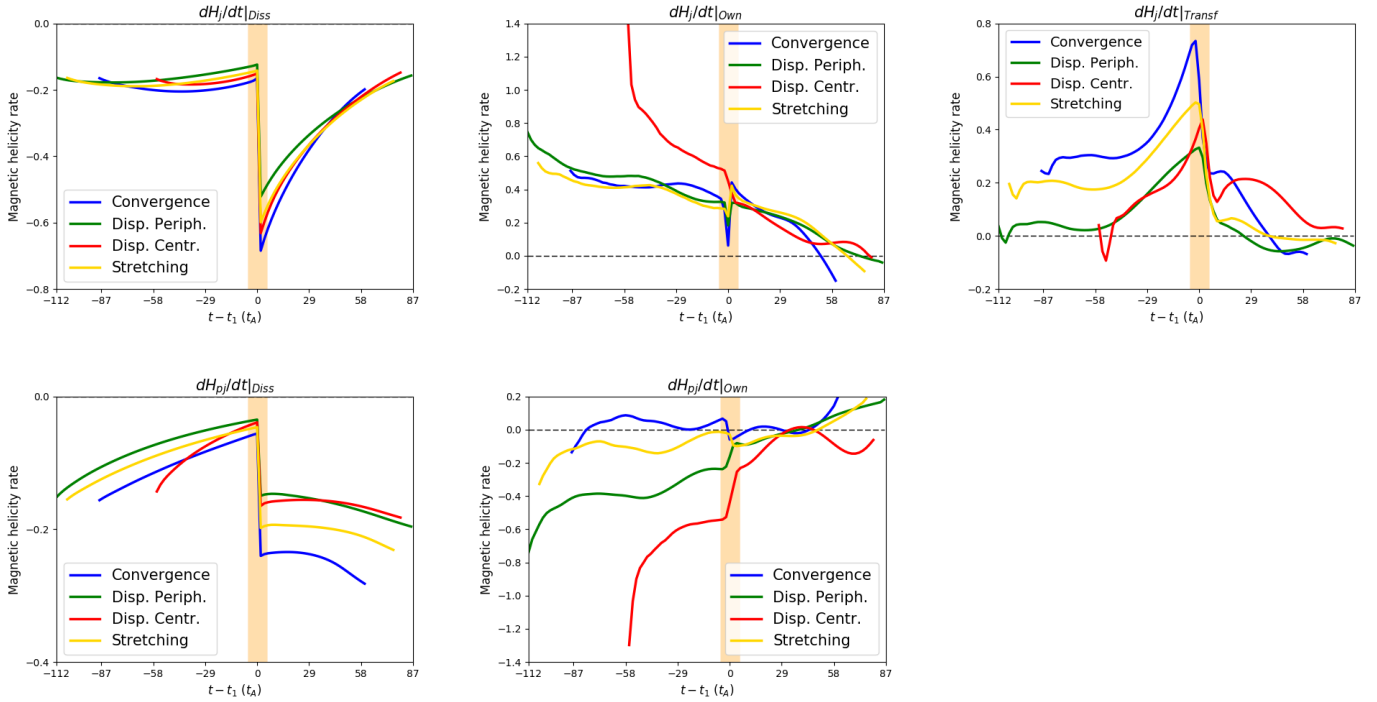 dH_j/dt|_Diss
Magnetic helicity rate
0.0
−0.2
−0.4
−0.6
−0.8
Convergence
Disp. Periph.
Disp. Centr.
Stretching
−112 −87 −58 −29 0 29 58 87
t − t_1 (t_A)
dH_j/dt|_Own
Magnetic helicity rate
1.4
1.2
1.0
0.8
0.6
0.4
0.2
0.0
−0.2
Convergence
Disp. Periph.
Disp. Centr.
Stretching
−112 −87 −58 −29 0 29 58 87
t − t_1 (t_A)
dH_j/dt|_Transf
Magnetic helicity rate
0.8
0.6
0.4
0.2
0.0
−0.2
Convergence
Disp. Periph.
Disp. Centr.
Stretching
−112 −87 −58 −29 0 29 58 87
t − t_1 (t_A)
dH_pj/dt|_Diss
Magnetic helicity rate
0.0
−0.2
−0.4
Convergence
Disp. Periph.
Disp. Centr.
Stretching
−112 −87 −58 −29 0 29 58 87
t − t_1 (t_A)
dH_pj/dt|_Own
Magnetic helicity rate
0.2
0.0
−0.2
−0.4
−0.6
−0.8
−1.0
−1.2
−1.4
Convergence
Disp. Periph.
Disp. Centr.
Stretching
−112 −87 −58 −29 0 29 58 87
t − t_1 (t_A)